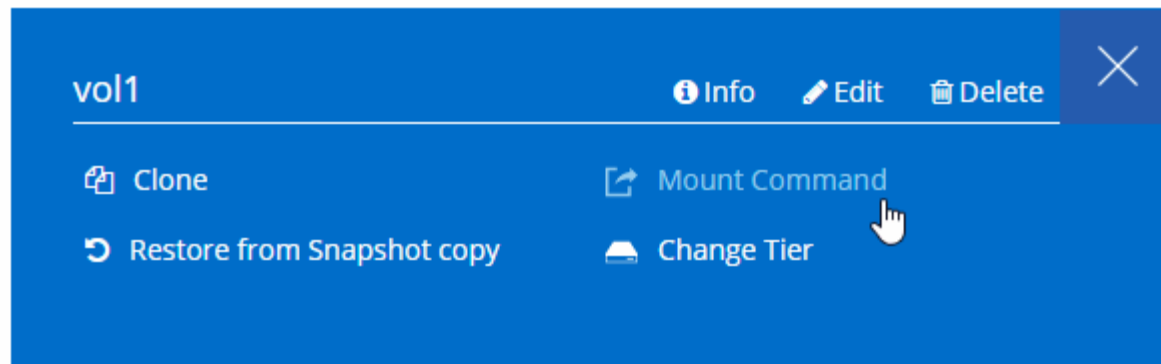 vol1 Info Edit Delete
Clone Mount Command
Restore from Snapshot copy Change Tier